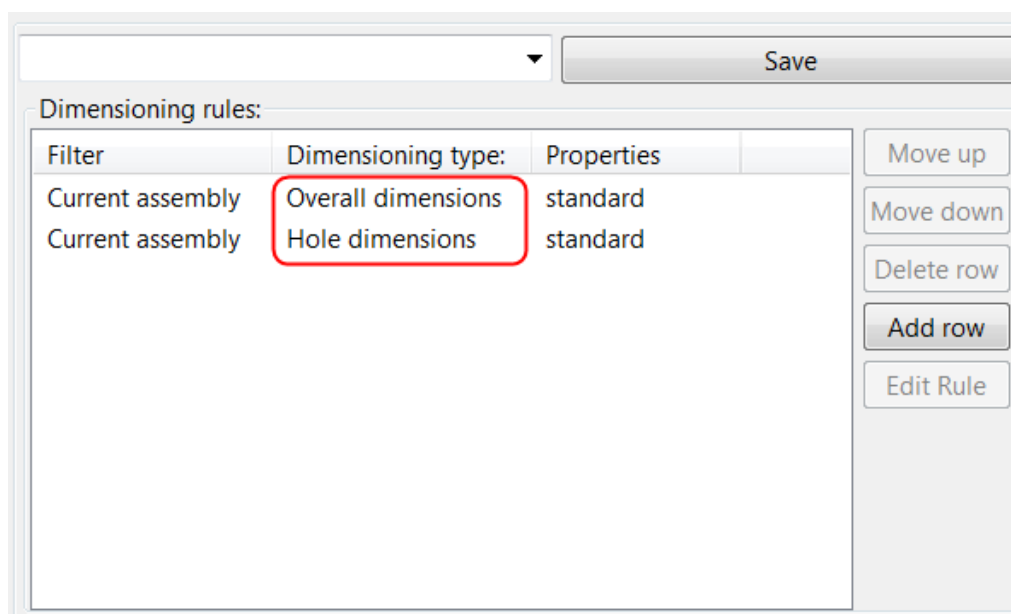 Save
Dimensioning rules:
Filter Dimensioning type: Properties
Current assembly Overall dimensions standard
Current assembly Hole dimensions standard
Move up
Move down
Delete row
Add row
Edit Rule